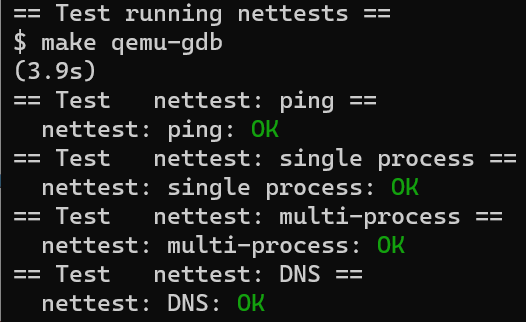 == Test running nettests ==
$ make qemu-gdb
(3.9s)
== Test   nettest: ping ==
  nettest: ping: OK
== Test   nettest: single process ==
  nettest: single process: OK
== Test   nettest: multi-process ==
  nettest: multi-process: OK
== Test   nettest: DNS ==
  nettest: DNS: OK